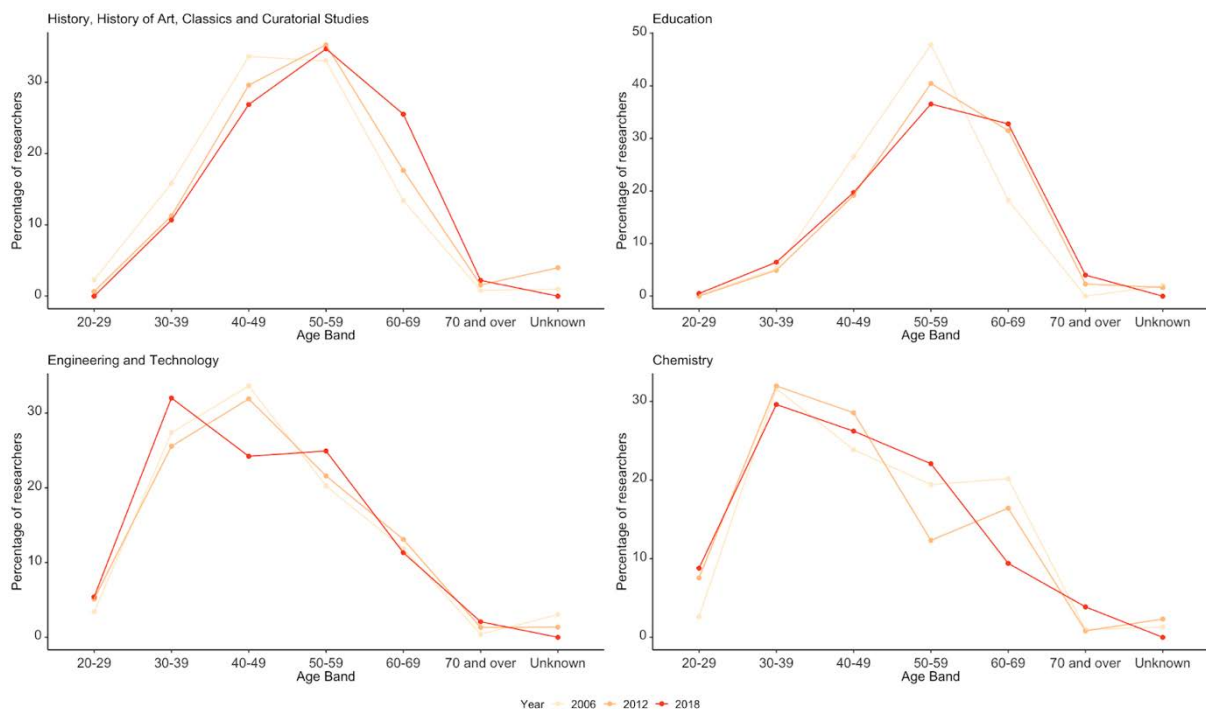 History, History of Art, Classics and Curatorial Studies
Percentage of researchers
30
20
10
0
20-29 30-39 40-49 50-59 60-69 70 and over Unknown
Age Band
Education
Percentage of researchers
50
40
30
20
10
0
20-29 30-39 40-49 50-59 60-69 70 and over Unknown
Age Band
Engineering and Technology
Percentage of researchers
30
20
10
0
20-29 30-39 40-49 50-59 60-69 70 and over Unknown
Age Band
Chemistry
Percentage of researchers
30
20
10
0
20-29 30-39 40-49 50-59 60-69 70 and over Unknown
Age Band
Year 2006 2012 2018